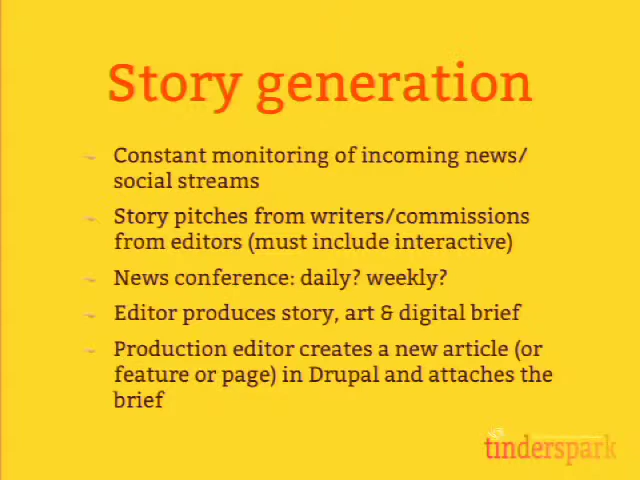 Story generation
Constant monitoring of incoming news/
social streams
Story pitches from writers/commissions
from editors (must include interactive)
News conference: daily? weekly?
Editor produces story, art & digital brief
Production editor creates a new article (or
feature or page) in Drupal and attaches the
brief
tinderspark